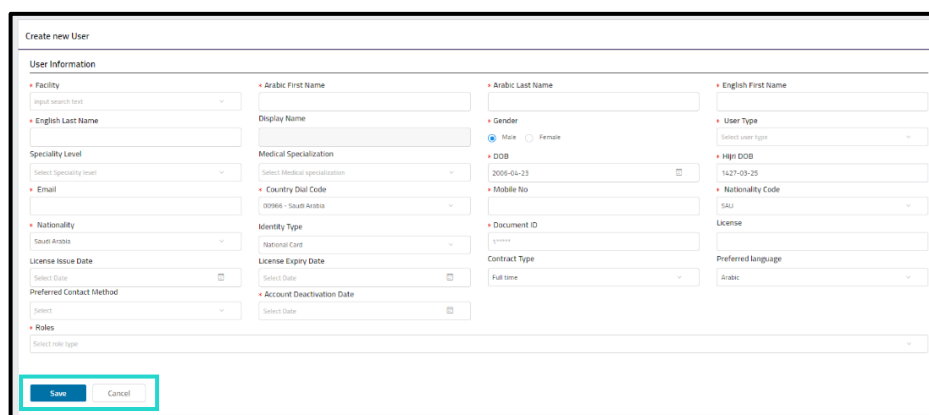 Create new User
User Information
* Facility * Arabic First Name * Arabic Last Name * English First Name
Input search text
* English Last Name Display Name * Gender * User Type
Male Female Select user type
Speciality Level Medical Specialization * DOB * Hijri DOB
Select Speciality level Select Medical specialization 2006-04-23 1427-03-25
* Email * Country Dial Code * Mobile No * Nationality Code
00966 - Saudi Arabia SAU
* Nationality Identity Type * Document ID License
Saudi Arabia National Card 1*****
License Issue Date License Expiry Date Contract Type Preferred language
Select Date Select Date Full time Arabic
Preferred Contact Method * Account Deactivation Date
Select Select Date
* Roles
Select role type
Save Cancel